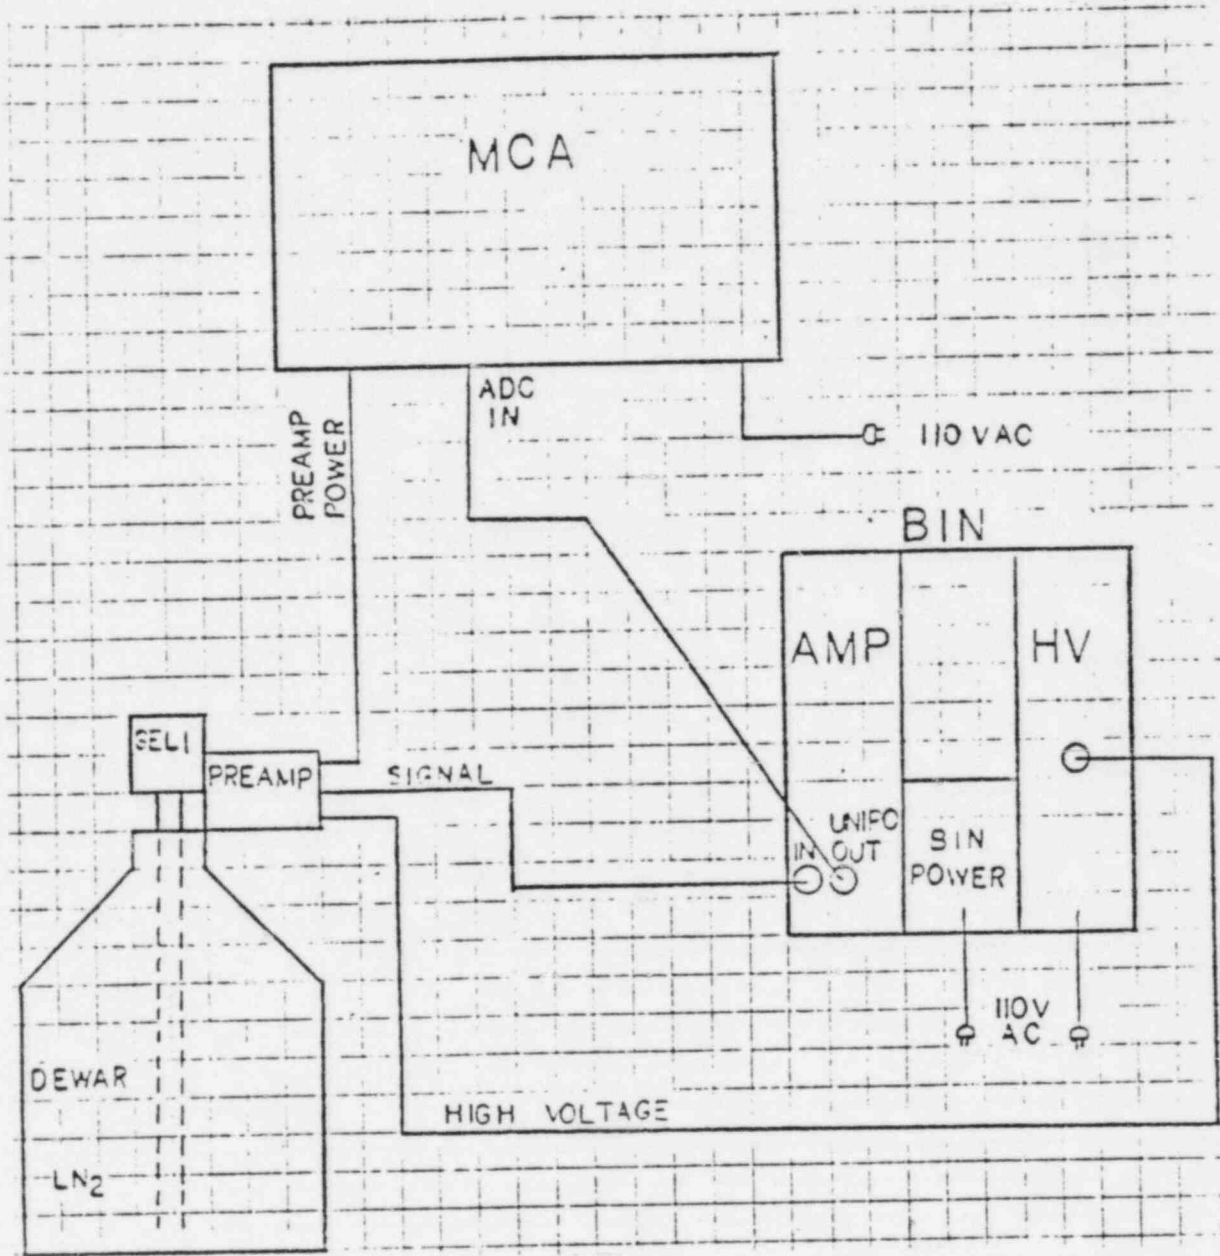 MCA
ADC
IN
PREAMP
POWER
110 VAC
BIN
AMP
HV
GELI
PREAMP
SIGNAL
UNIPO
IN OUT
BIN
POWER
110V
AC
DEWAR
HIGH VOLTAGE
LN2